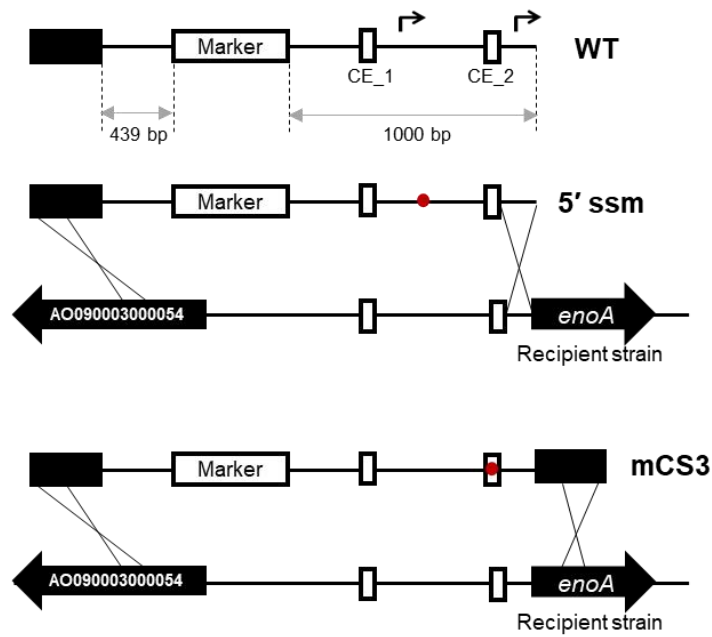 Marker
WT
CE_1
CE_2
439 bp
1000 bp
Marker
5′ ssm
AO090003000054
enoA
Recipient strain
Marker
mCS3
AO090003000054
enoA
Recipient strain